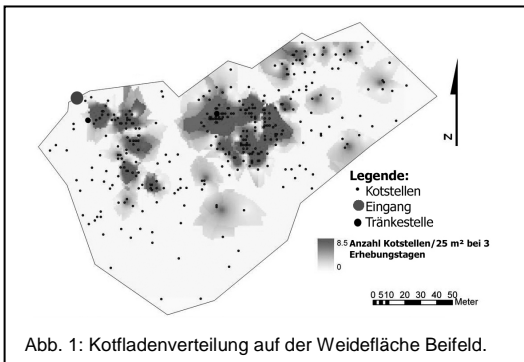 N
Legende:
Kotstellen
Eingang
Tränkestelle
8.5 Anzahl Kotstellen/25 m² bei 3
Erhebungstagen
0
0 5 10 20 30 40 50
Meter
Abb. 1: Kotfladenverteilung auf der Weidefläche Beifeld.